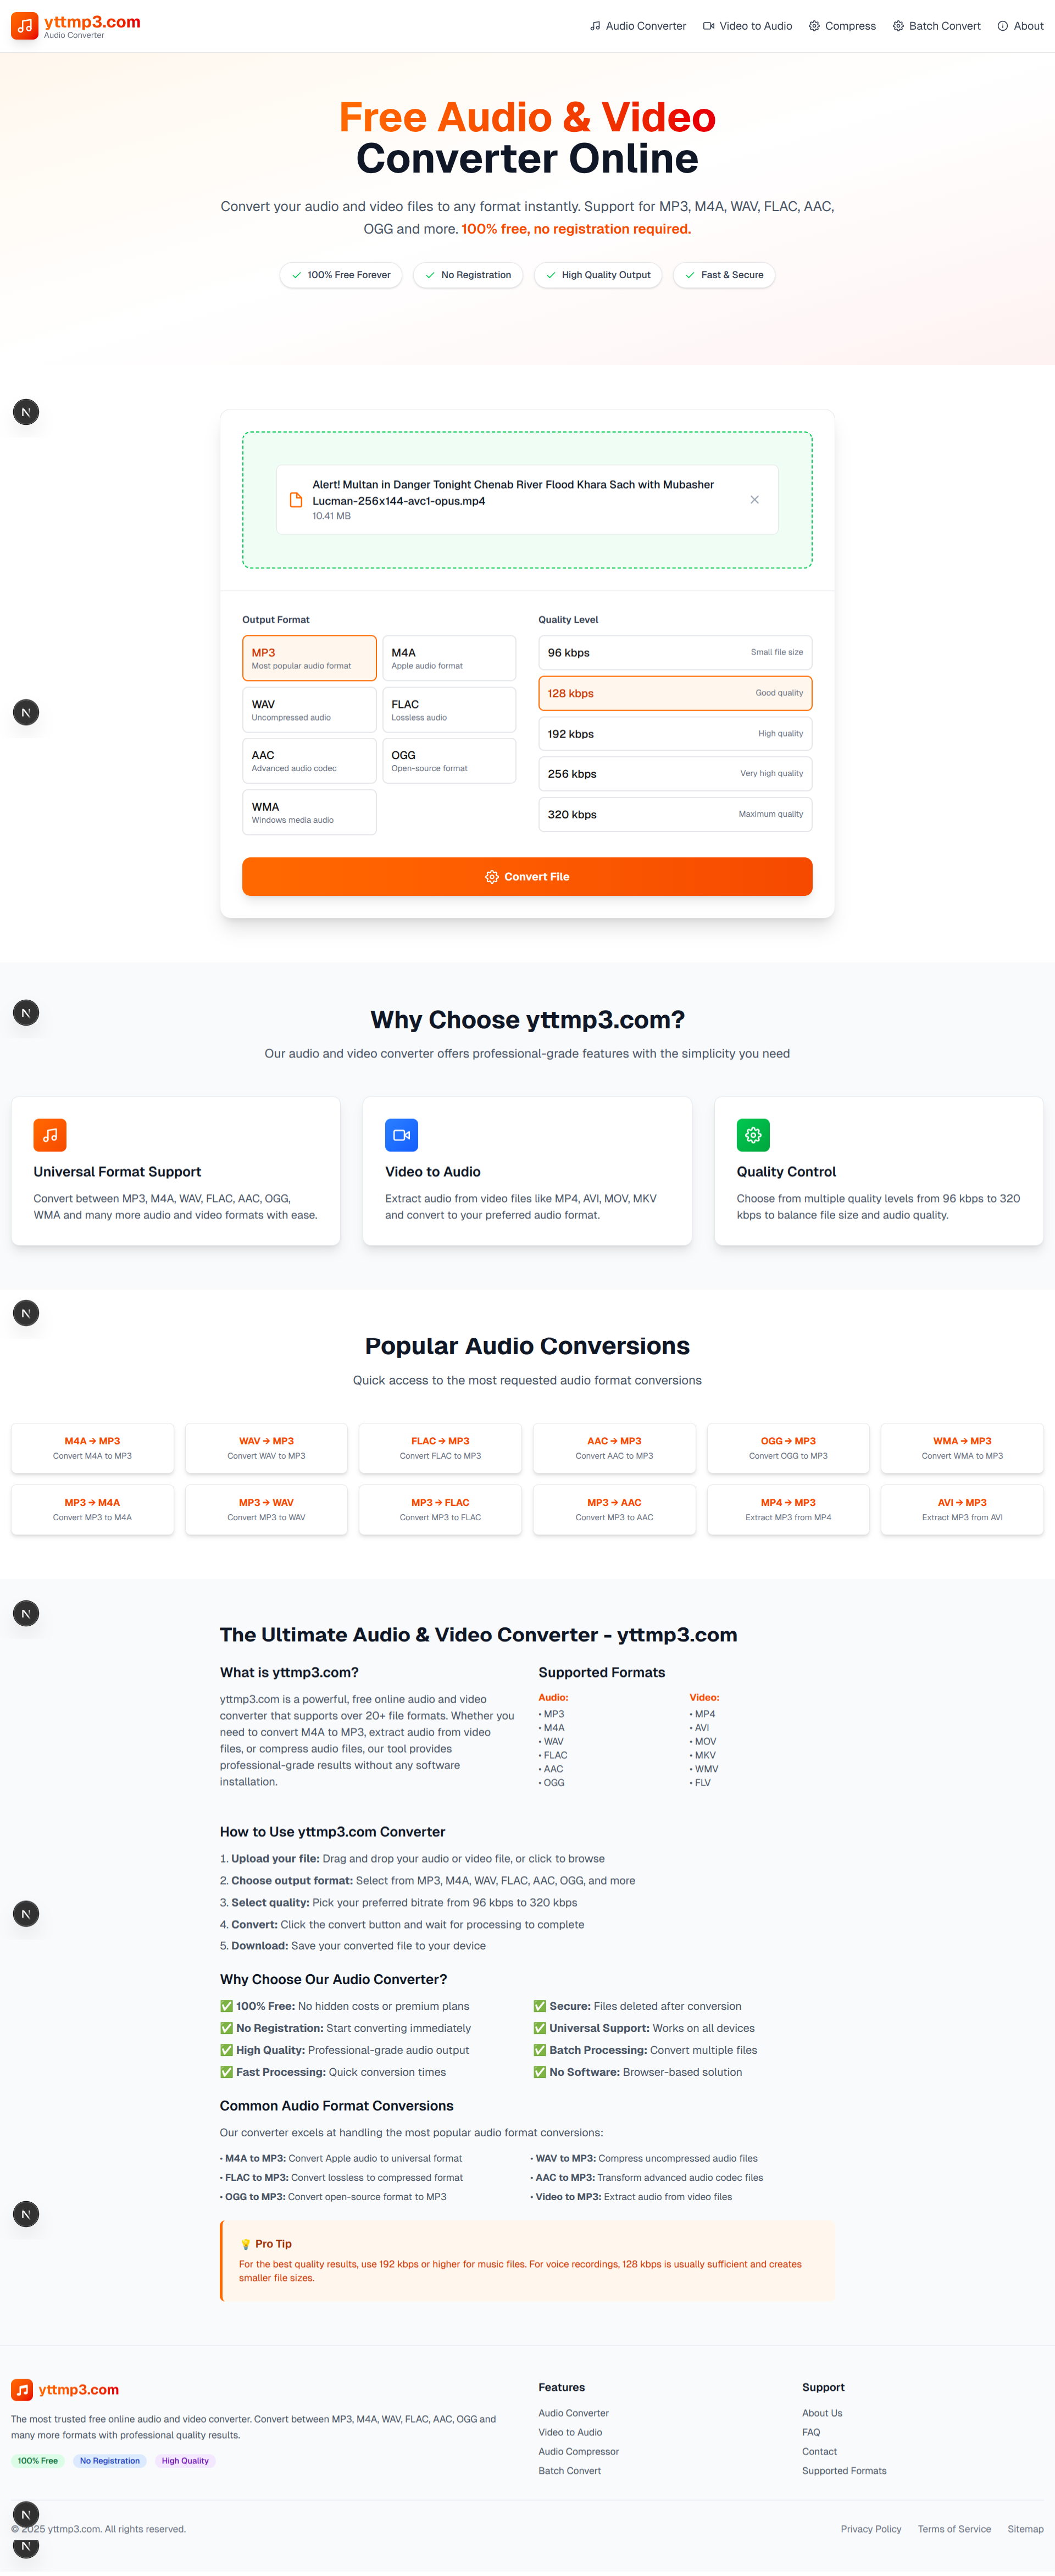 yttmp3.com
Audio Converter
Audio Converter
Video to Audio
Compress
Batch Convert
About
Free Audio & Video
Converter Online
Convert your audio and video files to any format instantly. Support for MP3, M4A, WAV, FLAC, AAC,
OGG and more. 100% free, no registration required.
100% Free Forever
No Registration
High Quality Output
Fast & Secure
N
Alert! Multan in Danger Tonight Chenab River Flood Khara Sach with Mubasher
Lucman-256x144-avc1-opus.mp4
10.41 MB
Output Format
MP3
Most popular audio format
M4A
Apple audio format
WAV
Uncompressed audio
FLAC
Lossless audio
AAC
Advanced audio codec
OGG
Open-source format
WMA
Windows media audio
Quality Level
96 kbps
Small file size
128 kbps
Good quality
192 kbps
High quality
256 kbps
Very high quality
320 kbps
Maximum quality
N
Convert File
N
Why Choose yttmp3.com?
Our audio and video converter offers professional-grade features with the simplicity you need
Universal Format Support
Convert between MP3, M4A, WAV, FLAC, AAC, OGG,
WMA and many more audio and video formats with ease.
Video to Audio
Extract audio from video files like MP4, AVI, MOV, MKV
and convert to your preferred audio format.
Quality Control
Choose from multiple quality levels from 96 kbps to 320
kbps to balance file size and audio quality.
N
Popular Audio Conversions
Quick access to the most requested audio format conversions
M4A → MP3
Convert M4A to MP3
WAV → MP3
Convert WAV to MP3
FLAC → MP3
Convert FLAC to MP3
AAC → MP3
Convert AAC to MP3
OGG → MP3
Convert OGG to MP3
WMA → MP3
Convert WMA to MP3
MP3 → M4A
Convert MP3 to M4A
MP3 → WAV
Convert MP3 to WAV
MP3 → FLAC
Convert MP3 to FLAC
MP3 → AAC
Convert MP3 to AAC
MP4 → MP3
Extract MP3 from MP4
AVI → MP3
Extract MP3 from AVI
N
The Ultimate Audio & Video Converter - yttmp3.com
What is yttmp3.com?
yttmp3.com is a powerful, free online audio and video
converter that supports over 20+ file formats. Whether you
need to convert M4A to MP3, extract audio from video
files, or compress audio files, our tool provides
professional-grade results without any software
installation.
Supported Formats
Audio:
• MP3
• M4A
• WAV
• FLAC
• AAC
• OGG
Video:
• MP4
• AVI
• MOV
• MKV
• WMV
• FLV
How to Use yttmp3.com Converter
1. Upload your file: Drag and drop your audio or video file, or click to browse
2. Choose output format: Select from MP3, M4A, WAV, FLAC, AAC, OGG, and more
3. Select quality: Pick your preferred bitrate from 96 kbps to 320 kbps
N
4. Convert: Click the convert button and wait for processing to complete
5. Download: Save your converted file to your device
Why Choose Our Audio Converter?
✅ 100% Free: No hidden costs or premium plans
✅ Secure: Files deleted after conversion
✅ No Registration: Start converting immediately
✅ Universal Support: Works on all devices
✅ High Quality: Professional-grade audio output
✅ Batch Processing: Convert multiple files
✅ Fast Processing: Quick conversion times
✅ No Software: Browser-based solution
Common Audio Format Conversions
Our converter excels at handling the most popular audio format conversions:
• M4A to MP3: Convert Apple audio to universal format
• WAV to MP3: Compress uncompressed audio files
• FLAC to MP3: Convert lossless to compressed format
• AAC to MP3: Transform advanced audio codec files
• OGG to MP3: Convert open-source format to MP3
• Video to MP3: Extract audio from video files
N
💡 Pro Tip
For the best quality results, use 192 kbps or higher for music files. For voice recordings, 128 kbps is usually sufficient and creates
smaller file sizes.
yttmp3.com
The most trusted free online audio and video converter. Convert between MP3, M4A, WAV, FLAC, AAC, OGG and
many more formats with professional quality results.
100% Free
No Registration
High Quality
Features
Audio Converter
Video to Audio
Audio Compressor
Batch Convert
Support
About Us
FAQ
Contact
Supported Formats
N
© 2025 yttmp3.com. All rights reserved.
Privacy Policy
Terms of Service
Sitemap
N